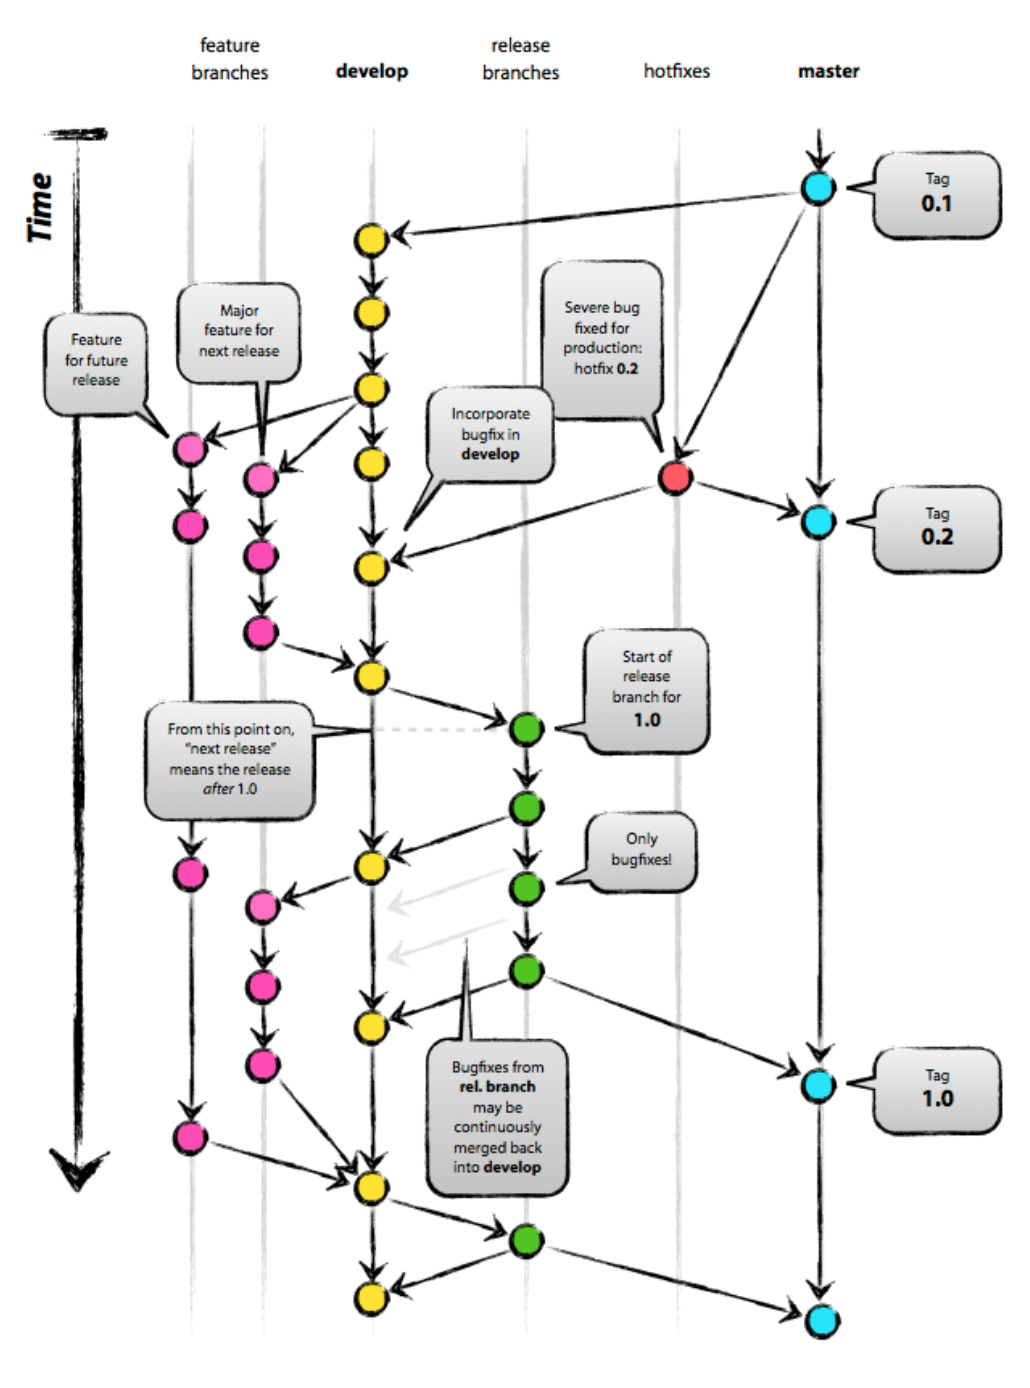 feature
branches
develop
release
branches
hotfixes
master
Time
Tag
0.1
Severe bug
fixed for
production:
hotfix 0.2
Major
feature for
next release
Feature
for future
release
Incorporate
bugfix in
develop
Tag
0.2
Start of
release
branch for
1.0
From this point on,
“next release”
means the release
after 1.0
Only
bugfixes!
Bugfixes from
rel. branch
may be
continuously
merged back
into develop
Tag
1.0